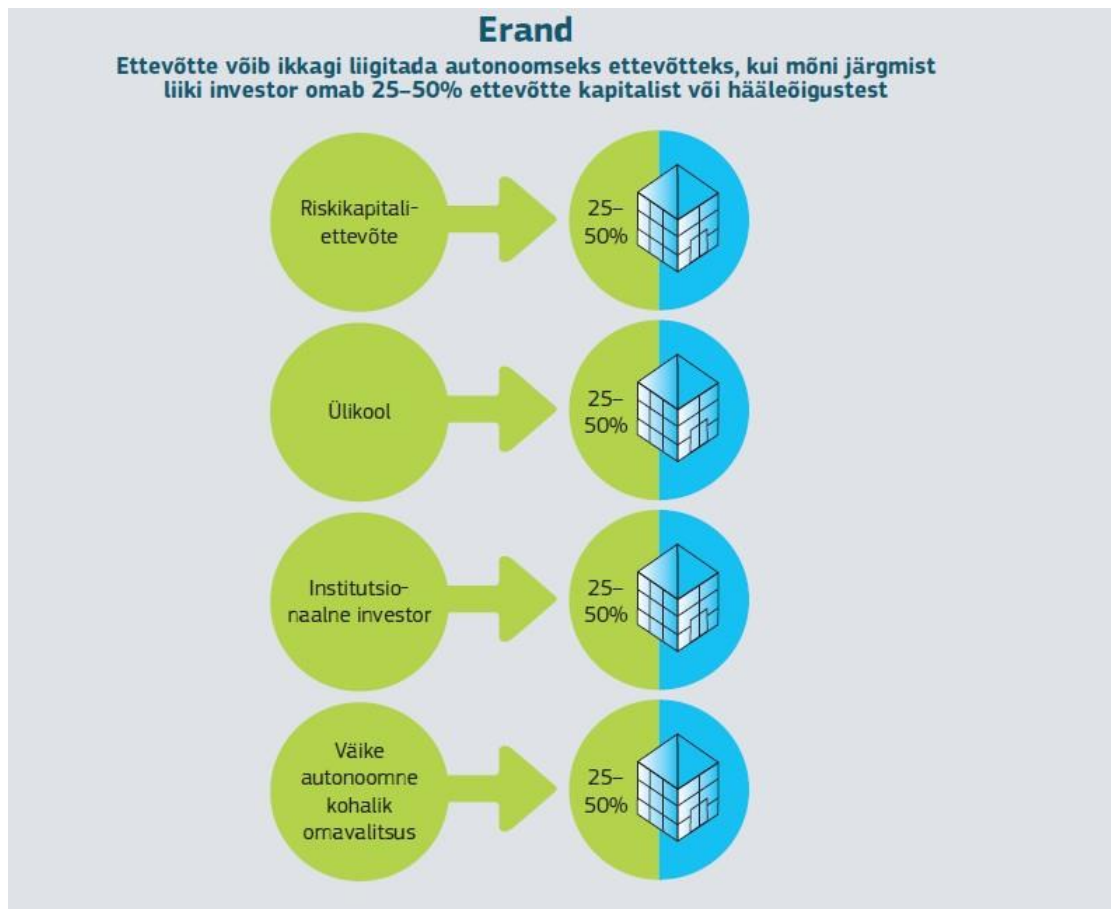 Erand
Ettevõtte võib ikkagi liigitada autonoomseks ettevõtteks, kui mõni järgmist
liiki investor omab 25–50% ettevõtte kapitalist või hääleõigustest
Riskikapitali-
ettevõte
25–
50%
Ülikool
25–
50%
Institutsio-
naalne investor
25–
50%
Väike
autonoomne
kohalik
omavalitsus
25–
50%